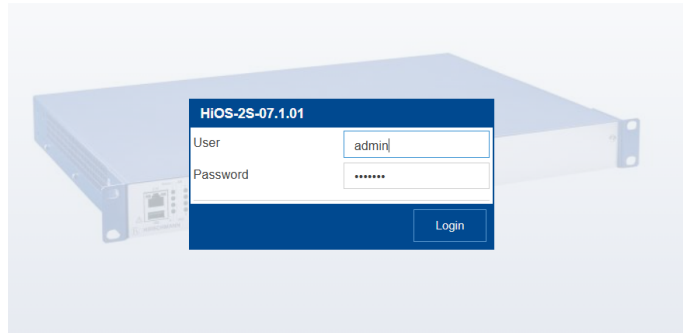 HiOS-2S-07.1.01
User admin
Password •••••••
Login